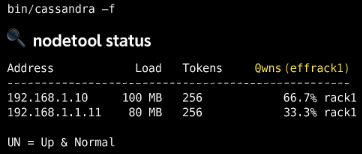 bin/cassandra -f
🔍 nodetool status
Address Load Tokens 0wns (effrack1)
--------------------------------------------------
192.168.1.10 100 MB 256 66.7% rack1
192.168.1.1.11 80 MB 256 33.3% rack1
UN = Up & Normal